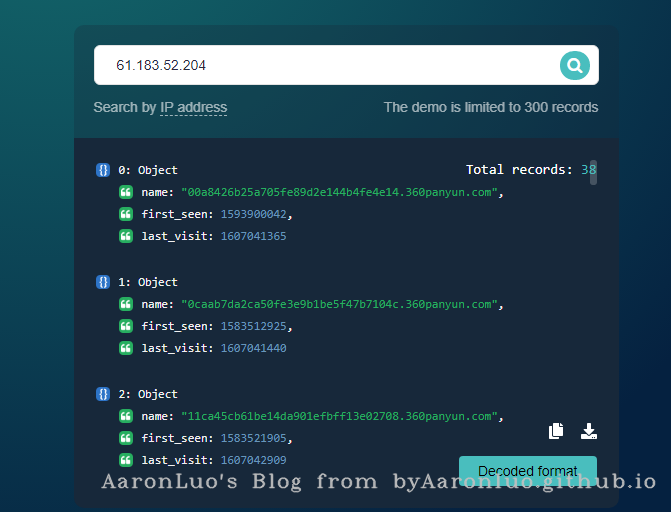 61.183.52.204
Search by IP address The demo is limited to 300 records
0: Object Total records: 38
name: "00a8426b25a705fe89d2e144b4fe4e14.360panyun.com",
first_seen: 1593900042,
last_visit: 1607041365
1: Object
name: "0caab7da2ca50fe3e9b1be5f47b7104c.360panyun.com",
first_seen: 1583512925,
last_visit: 1607041440
2: Object
name: "11ca45cb61be14da901efbff13e02708.360panyun.com",
first_seen: 1583521905,
last_visit: 1607042909
Decoded format
AaronLuo's Blog from byAaronluo.github.io